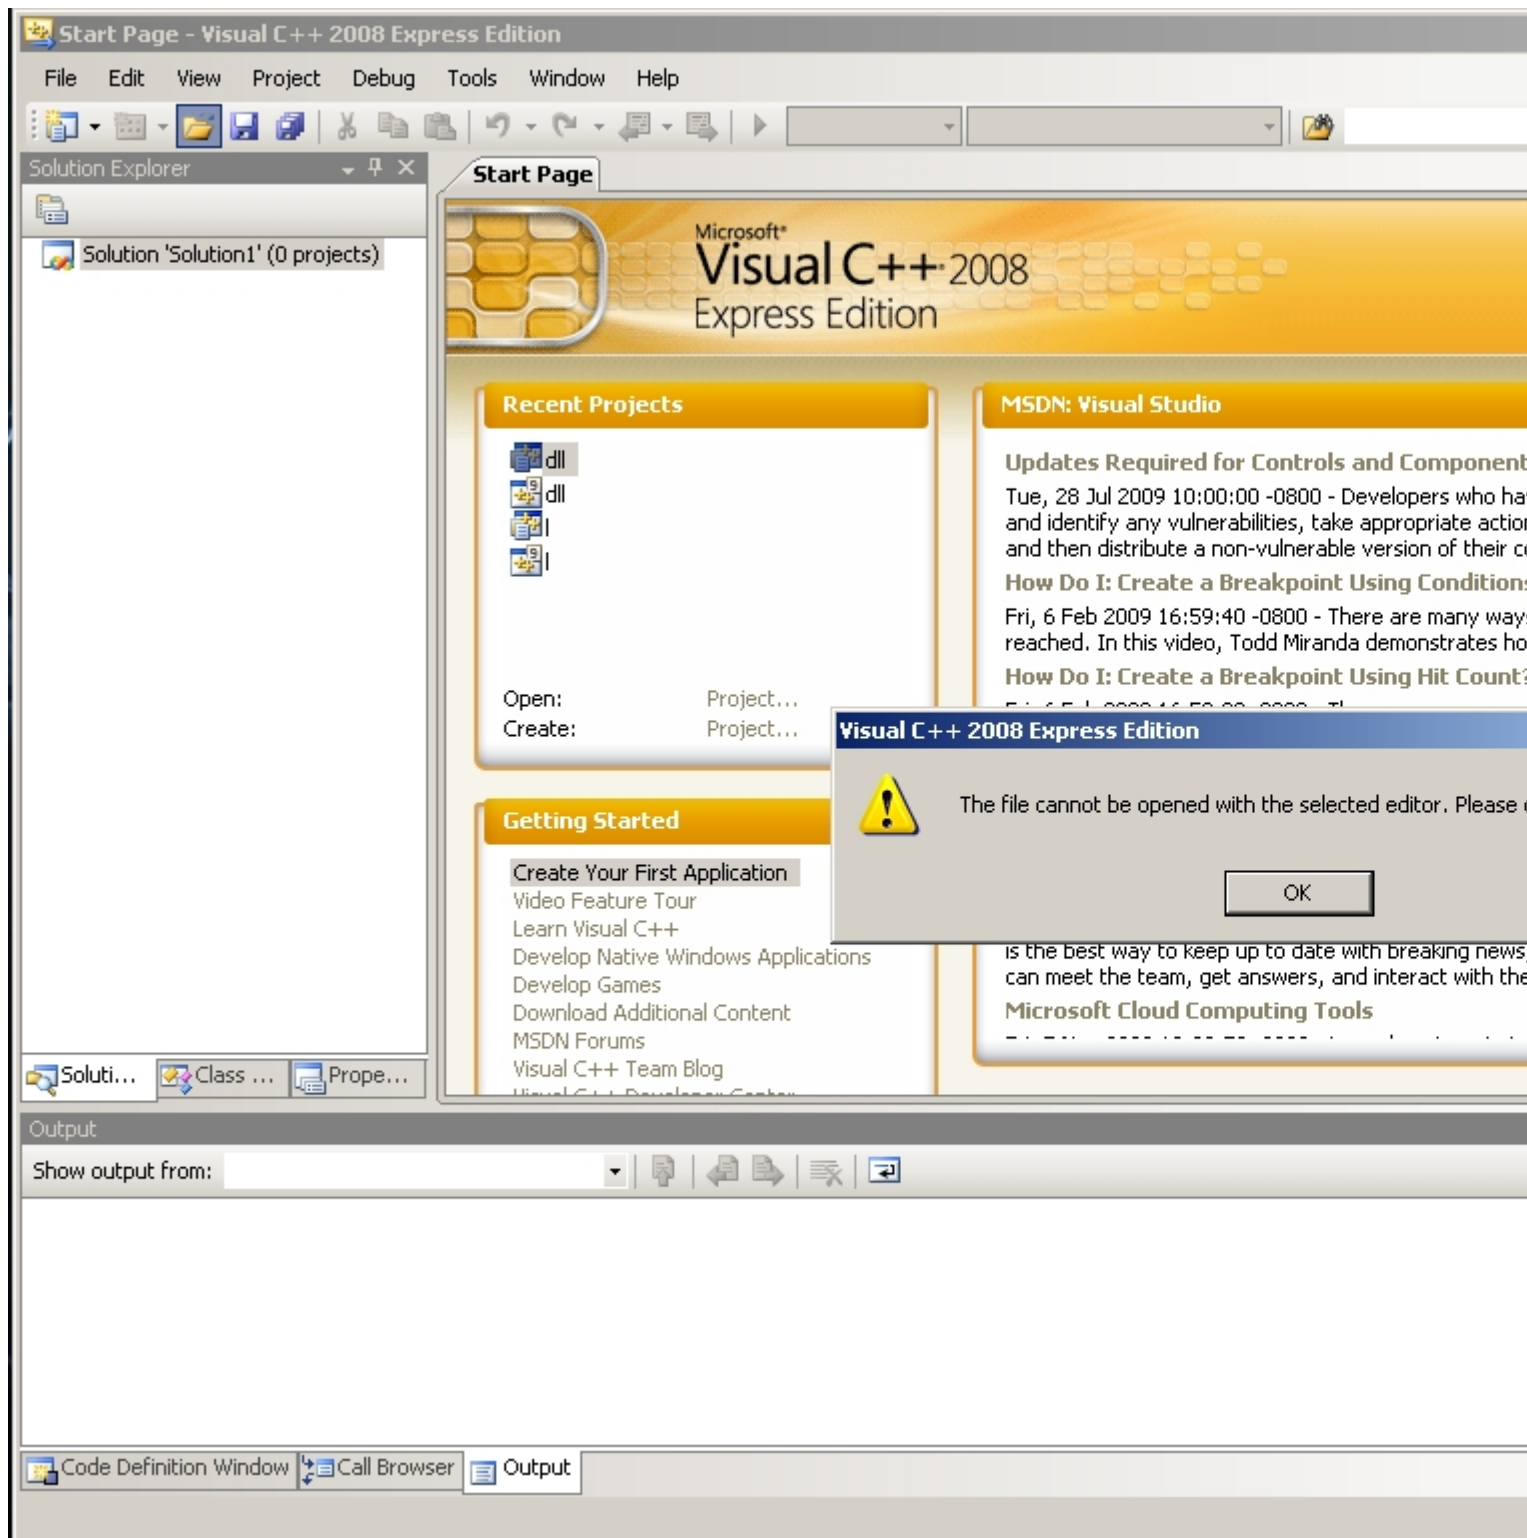 Start Page - Visual C++ 2008 Express Edition
File Edit View Project Debug Tools Window Help
Solution Explorer
Start Page
Solution 'Solution1' (0 projects)
Microsoft
Visual C++ 2008
Express Edition
Recent Projects
dll
dll
l
l
Open: Project...
Create: Project...
MSDN: Visual Studio
Updates Required for Controls and Component
Tue, 28 Jul 2009 10:00:00 -0800 - Developers who
and identify any vulnerabilities, take appropriate
and then distribute a non-vulnerable version of their
How Do I: Create a Breakpoint Using Conditions
Fri, 6 Feb 2009 16:59:40 -0800 - There are many
reached. In this video, Todd Miranda demonstrates
How Do I: Create a Breakpoint Using Hit Count?
Visual C++ 2008 Express Edition
The file cannot be opened with the selected editor. Please
OK
is the best way to keep up to date with breaking news,
can meet the team, get answers, and interact with the
Microsoft Cloud Computing Tools
Getting Started
Create Your First Application
Video Feature Tour
Learn Visual C++
Develop Native Windows Applications
Develop Games
Download Additional Content
MSDN Forums
Visual C++ Team Blog
Soluti... Class ... Prope...
Output
Show output from:
Code Definition Window Call Browser Output